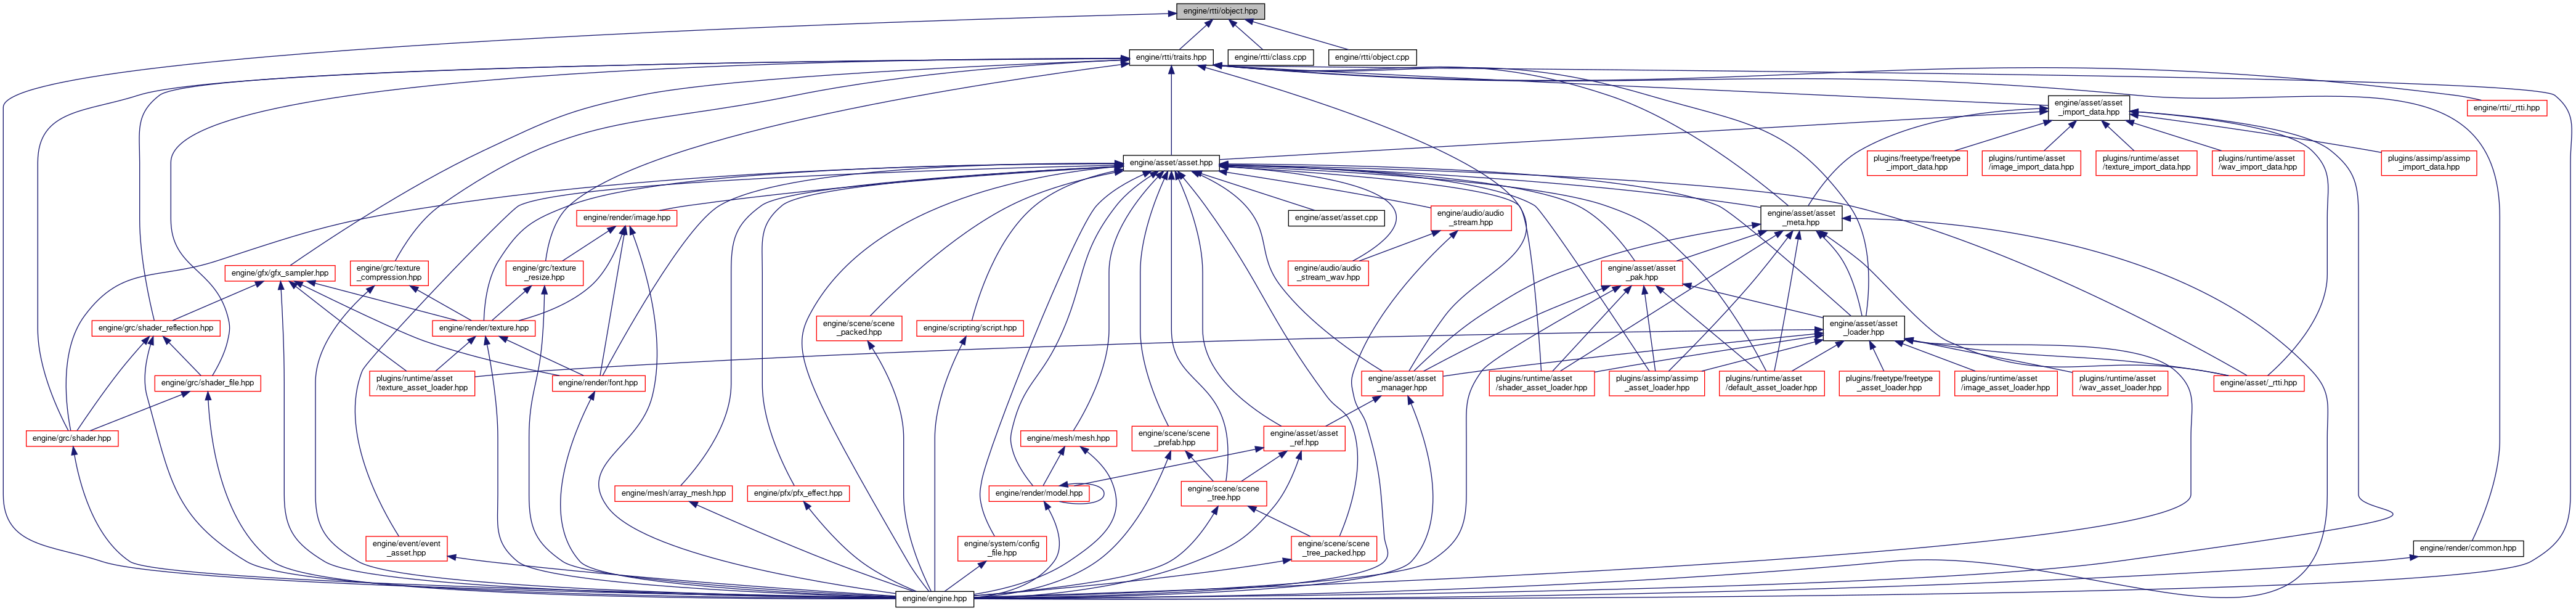 engine/rtti/object.hpp
engine/rtti/traits.hpp
engine/rtti/class.cpp
engine/rtti/object.cpp
engine/asset/asset
_import_data.hpp
engine/rtti/_rtti.hpp
engine/asset/asset.hpp
plugins/freetype/freetype
_import_data.hpp
plugins/runtime/asset
/image_import_data.hpp
plugins/runtime/asset
/texture_import_data.hpp
plugins/runtime/asset
/wav_import_data.hpp
plugins/assimp/assimp
_import_data.hpp
engine/render/image.hpp
engine/asset/asset.cpp
engine/audio/audio
_stream.hpp
engine/asset/asset
_meta.hpp
engine/gfx/gfx_sampler.hpp
engine/grc/texture
_compression.hpp
engine/grc/texture
_resize.hpp
engine/audio/audio
_stream_wav.hpp
engine/asset/asset
_pak.hpp
engine/grc/shader_reflection.hpp
engine/render/texture.hpp
engine/scene/scene
_packed.hpp
engine/scripting/script.hpp
engine/asset/asset
_loader.hpp
engine/grc/shader_file.hpp
plugins/runtime/asset
/texture_asset_loader.hpp
engine/render/font.hpp
engine/asset/asset
_manager.hpp
plugins/runtime/asset
/shader_asset_loader.hpp
plugins/assimp/assimp
_asset_loader.hpp
plugins/runtime/asset
/default_asset_loader.hpp
plugins/freetype/freetype
_asset_loader.hpp
plugins/runtime/asset
/image_asset_loader.hpp
plugins/runtime/asset
/wav_asset_loader.hpp
engine/asset/_rtti.hpp
engine/grc/shader.hpp
engine/mesh/mesh.hpp
engine/scene/scene
_prefab.hpp
engine/asset/asset
_ref.hpp
engine/mesh/array_mesh.hpp
engine/pfx/pfx_effect.hpp
engine/render/model.hpp
engine/scene/scene
_tree.hpp
engine/event/event
_asset.hpp
engine/system/config
_file.hpp
engine/scene/scene
_tree_packed.hpp
engine/render/common.hpp
engine/engine.hpp